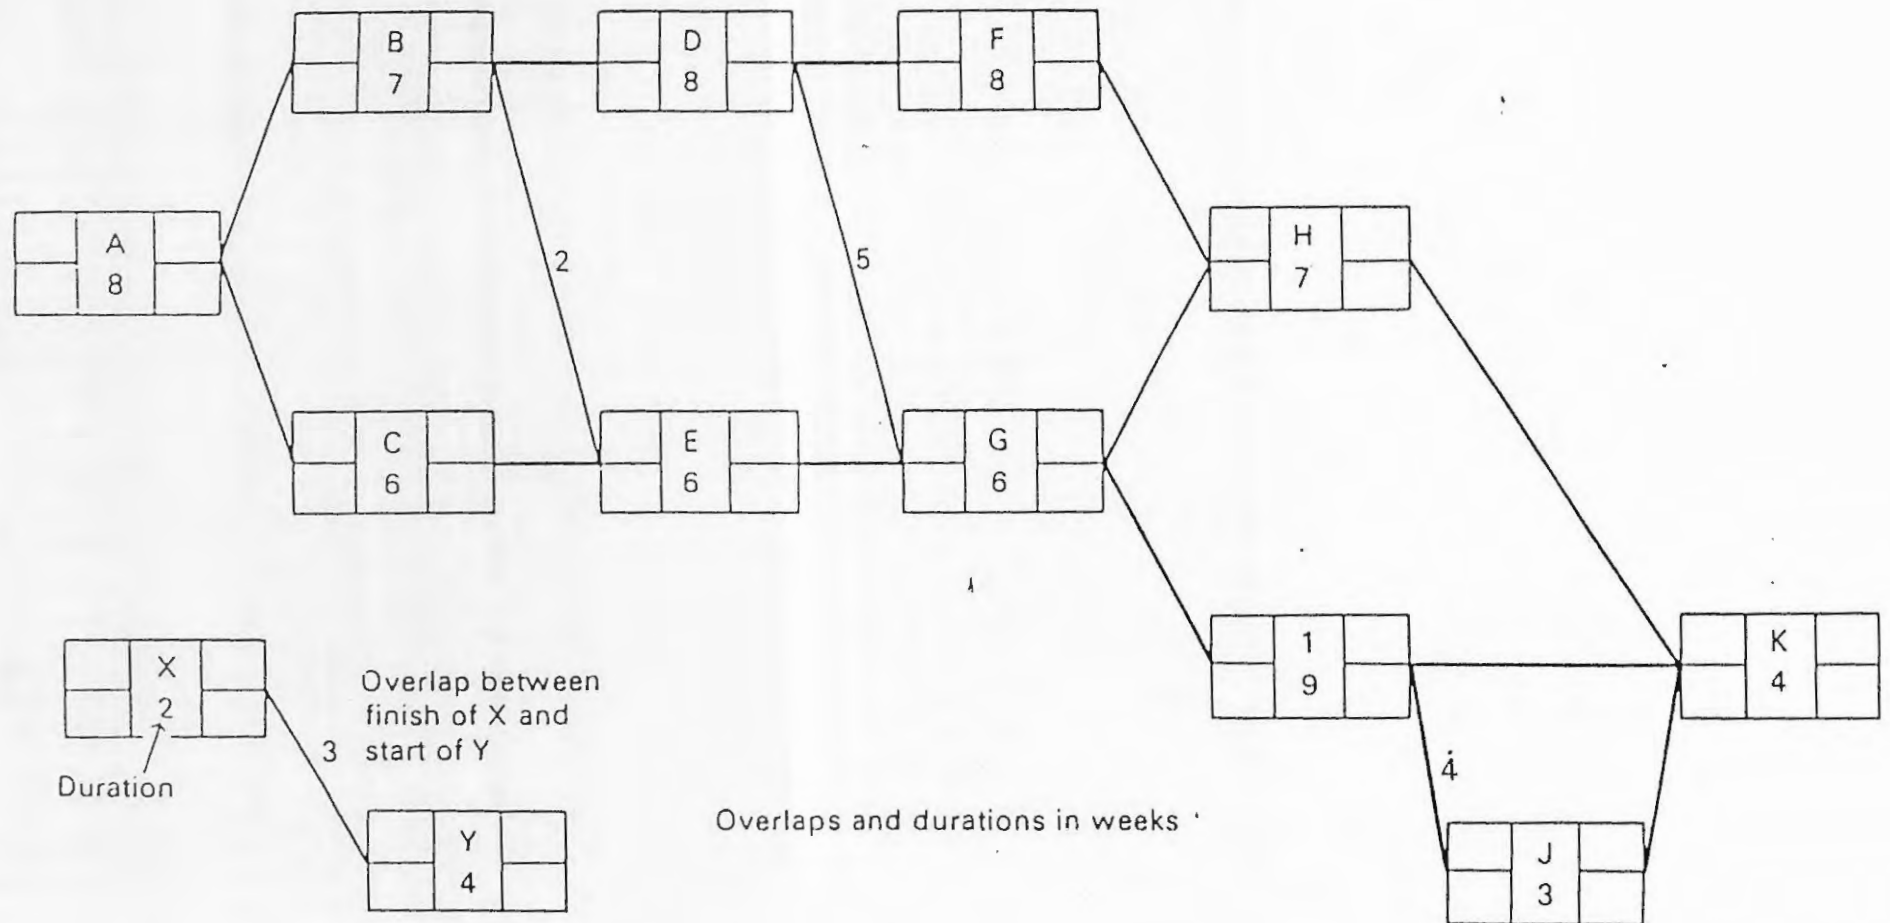 B
7
D
8
F
8
A
8
2
5
H
7
C
6
E
6
G
6
X
2
Duration
3
Overlap between
finish of X and
start of Y
Y
4
Overlaps and durations in weeks
1
9
4
K
4
J
3